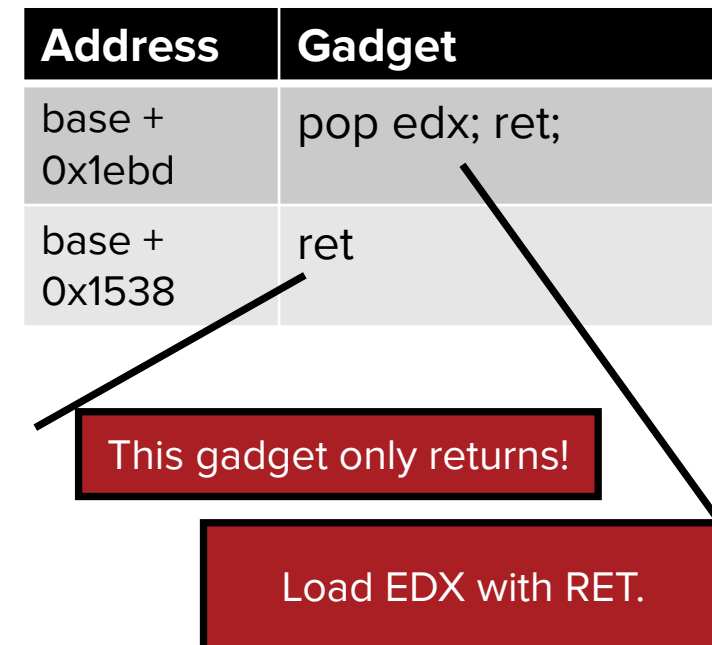 Address Gadget
base + pop edx; ret;
0x1ebd
base + ret
0x1538
This gadget only returns!
Load EDX with RET.